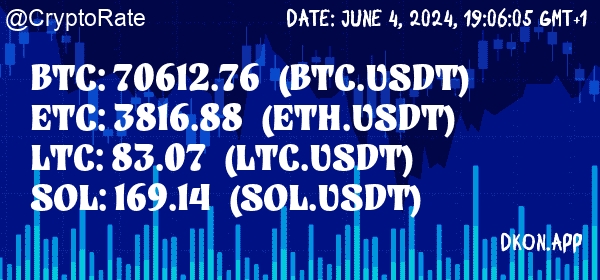 @CryptoRate
DATE: JUNE 4, 2024, 19:06:05 GMT+1
BTC: 70612.76 (BTC.USDT)
ETC: 3816.88 (ETH.USDT)
LTC: 83.07 (LTC.USDT)
SOL: 169.14 (SOL.USDT)
DKON.APP